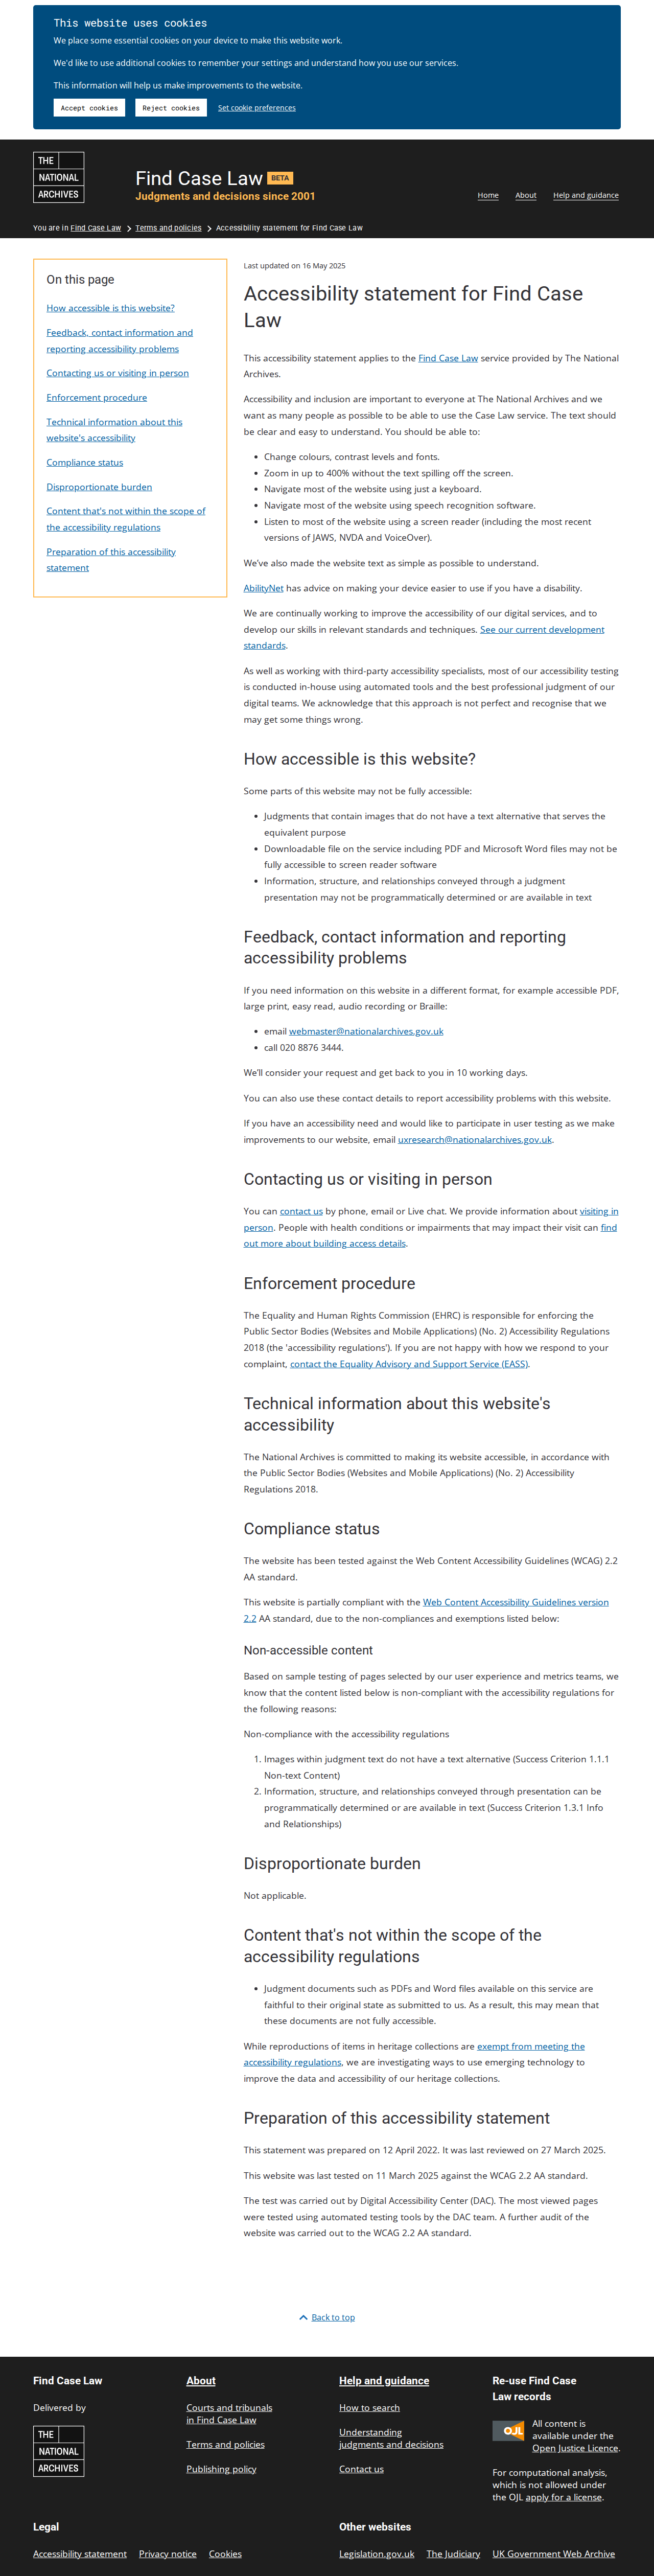 This website uses cookies
We place some essential cookies on your device to make this website work.
We'd like to use additional cookies to remember your settings and understand how you use our services.
This information will help us make improvements to the website.
Accept cookies
Reject cookies
Set cookie preferences
THE
NATIONAL
ARCHIVES
Find Case Law BETA
Judgments and decisions since 2001
Home
About
Help and guidance
You are in Find Case Law > Terms and policies > Accessibility statement for Find Case Law
On this page
How accessible is this website?
Feedback, contact information and
reporting accessibility problems
Contacting us or visiting in person
Enforcement procedure
Technical information about this
website's accessibility
Compliance status
Disproportionate burden
Content that's not within the scope of
the accessibility regulations
Preparation of this accessibility
statement
Last updated on 16 May 2025
Accessibility statement for Find Case
Law
This accessibility statement applies to the Find Case Law service provided by The National
Archives.
Accessibility and inclusion are important to everyone at The National Archives and we
want as many people as possible to be able to use the Case Law service. The text should
be clear and easy to understand. You should be able to:
• Change colours, contrast levels and fonts.
• Zoom in up to 400% without the text spilling off the screen.
• Navigate most of the website using just a keyboard.
• Navigate most of the website using speech recognition software.
• Listen to most of the website using a screen reader (including the most recent
versions of JAWS, NVDA and VoiceOver).
We've also made the website text as simple as possible to understand.
AbilityNet has advice on making your device easier to use if you have a disability.
We are continually working to improve the accessibility of our digital services, and to
develop our skills in relevant standards and techniques. See our current development
standards.
As well as working with third-party accessibility specialists, most of our accessibility testing
is conducted in-house using automated tools and the best professional judgment of our
digital teams. We acknowledge that this approach is not perfect and recognise that we
may get some things wrong.
How accessible is this website?
Some parts of this website may not be fully accessible:
• Judgments that contain images that do not have a text alternative that serves the
equivalent purpose
• Downloadable file on the service including PDF and Microsoft Word files may not be
fully accessible to screen reader software
• Information, structure, and relationships conveyed through a judgment
presentation may not be programmatically determined or are available in text
Feedback, contact information and reporting
accessibility problems
If you need information on this website in a different format, for example accessible PDF,
large print, easy read, audio recording or Braille:
• email webmaster@nationalarchives.gov.uk
• call 020 8876 3444.
We'll consider your request and get back to you in 10 working days.
You can also use these contact details to report accessibility problems with this website.
If you have an accessibility need and would like to participate in user testing as we make
improvements to our website, email uxresearch@nationalarchives.gov.uk.
Contacting us or visiting in person
You can contact us by phone, email or Live chat. We provide information about visiting in
person. People with health conditions or impairments that may impact their visit can find
out more about building access details.
Enforcement procedure
The Equality and Human Rights Commission (EHRC) is responsible for enforcing the
Public Sector Bodies (Websites and Mobile Applications) (No. 2) Accessibility Regulations
2018 (the 'accessibility regulations'). If you are not happy with how we respond to your
complaint, contact the Equality Advisory and Support Service (EASS).
Technical information about this website's
accessibility
The National Archives is committed to making its website accessible, in accordance with
the Public Sector Bodies (Websites and Mobile Applications) (No. 2) Accessibility
Regulations 2018.
Compliance status
The website has been tested against the Web Content Accessibility Guidelines (WCAG) 2.2
AA standard.
This website is partially compliant with the Web Content Accessibility Guidelines version
2.2 AA standard, due to the non-compliances and exemptions listed below:
Non-accessible content
Based on sample testing of pages selected by our user experience and metrics teams, we
know that the content listed below is non-compliant with the accessibility regulations for
the following reasons:
Non-compliance with the accessibility regulations
1. Images within judgment text do not have a text alternative (Success Criterion 1.1.1
Non-text Content)
2. Information, structure, and relationships conveyed through presentation can be
programmatically determined or are available in text (Success Criterion 1.3.1 Info
and Relationships)
Disproportionate burden
Not applicable.
Content that's not within the scope of the
accessibility regulations
• Judgment documents such as PDFs and Word files available on this service are
faithful to their original state as submitted to us. As a result, this may mean that
these documents are not fully accessible.
While reproductions of items in heritage collections are exempt from meeting the
accessibility regulations, we are investigating ways to use emerging technology to
improve the data and accessibility of our heritage collections.
Preparation of this accessibility statement
This statement was prepared on 12 April 2022. It was last reviewed on 27 March 2025.
This website was last tested on 11 March 2025 against the WCAG 2.2 AA standard.
The test was carried out by Digital Accessibility Center (DAC). The most viewed pages
were tested using automated testing tools by the DAC team. A further audit of the
website was carried out to the WCAG 2.2 AA standard.
Back to top
Find Case Law
Delivered by
THE
NATIONAL
ARCHIVES
About
Courts and tribunals
in Find Case Law
Terms and policies
Publishing policy
Help and guidance
How to search
Understanding
judgments and decisions
Contact us
Re-use Find Case
Law records
OJL
All content is
available under the
Open Justice Licence.
For computational analysis,
which is not allowed under
the OJL apply for a license.
Legal
Accessibility statement
Privacy notice
Cookies
Other websites
Legislation.gov.uk
The Judiciary
UK Government Web Archive